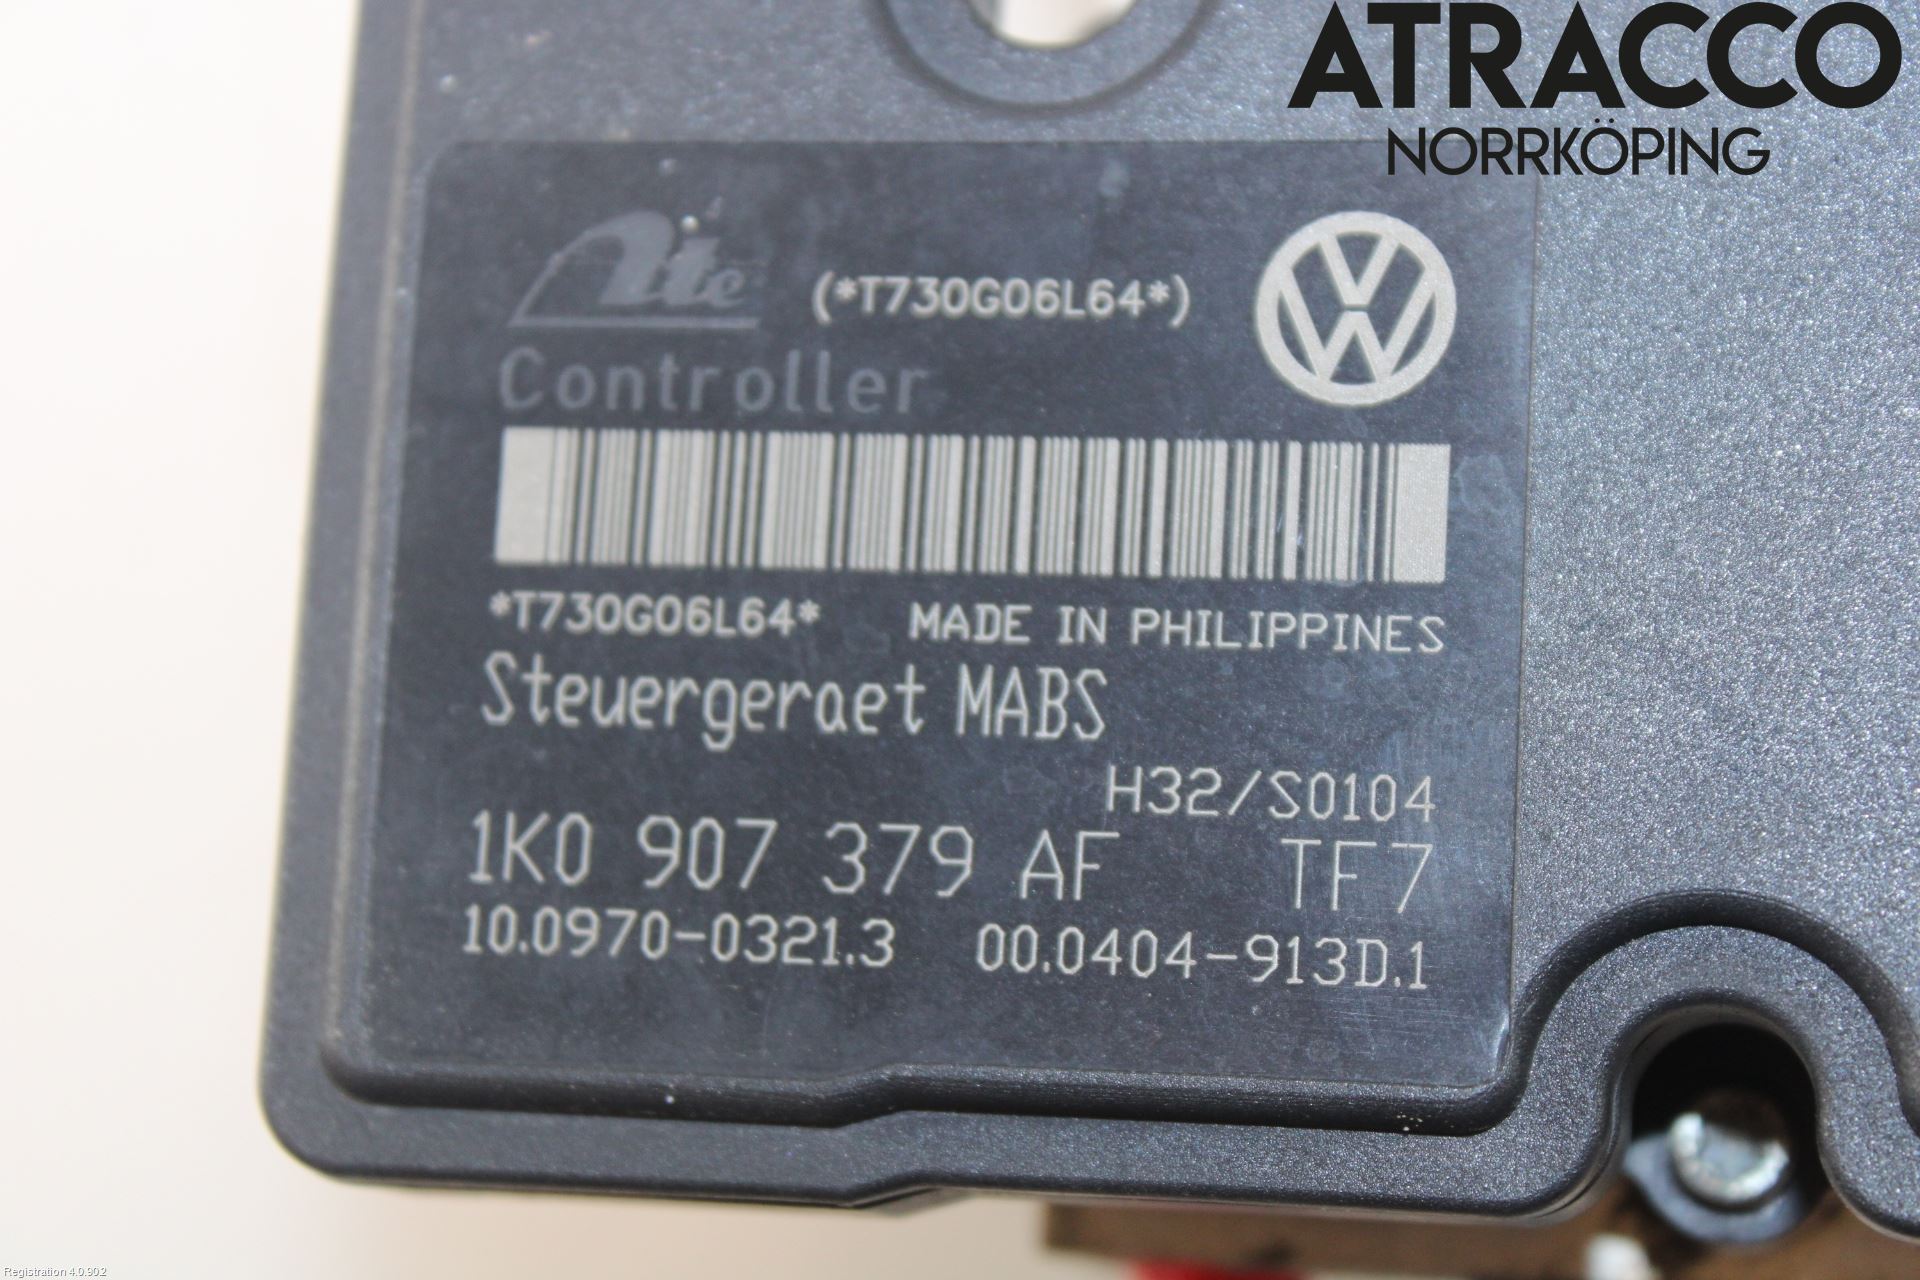 ATRACCO
NORRKÖPING
Ate
(*T730G06L64*)
VW
Controller
*T730G06L64* MADE IN PHILIPPINES
Steuergeraet MABS
H32/S0104
1K0 907 379 AF TF7
10.0970-0321.3 00.0404-913D.1
Registration 4.0.902